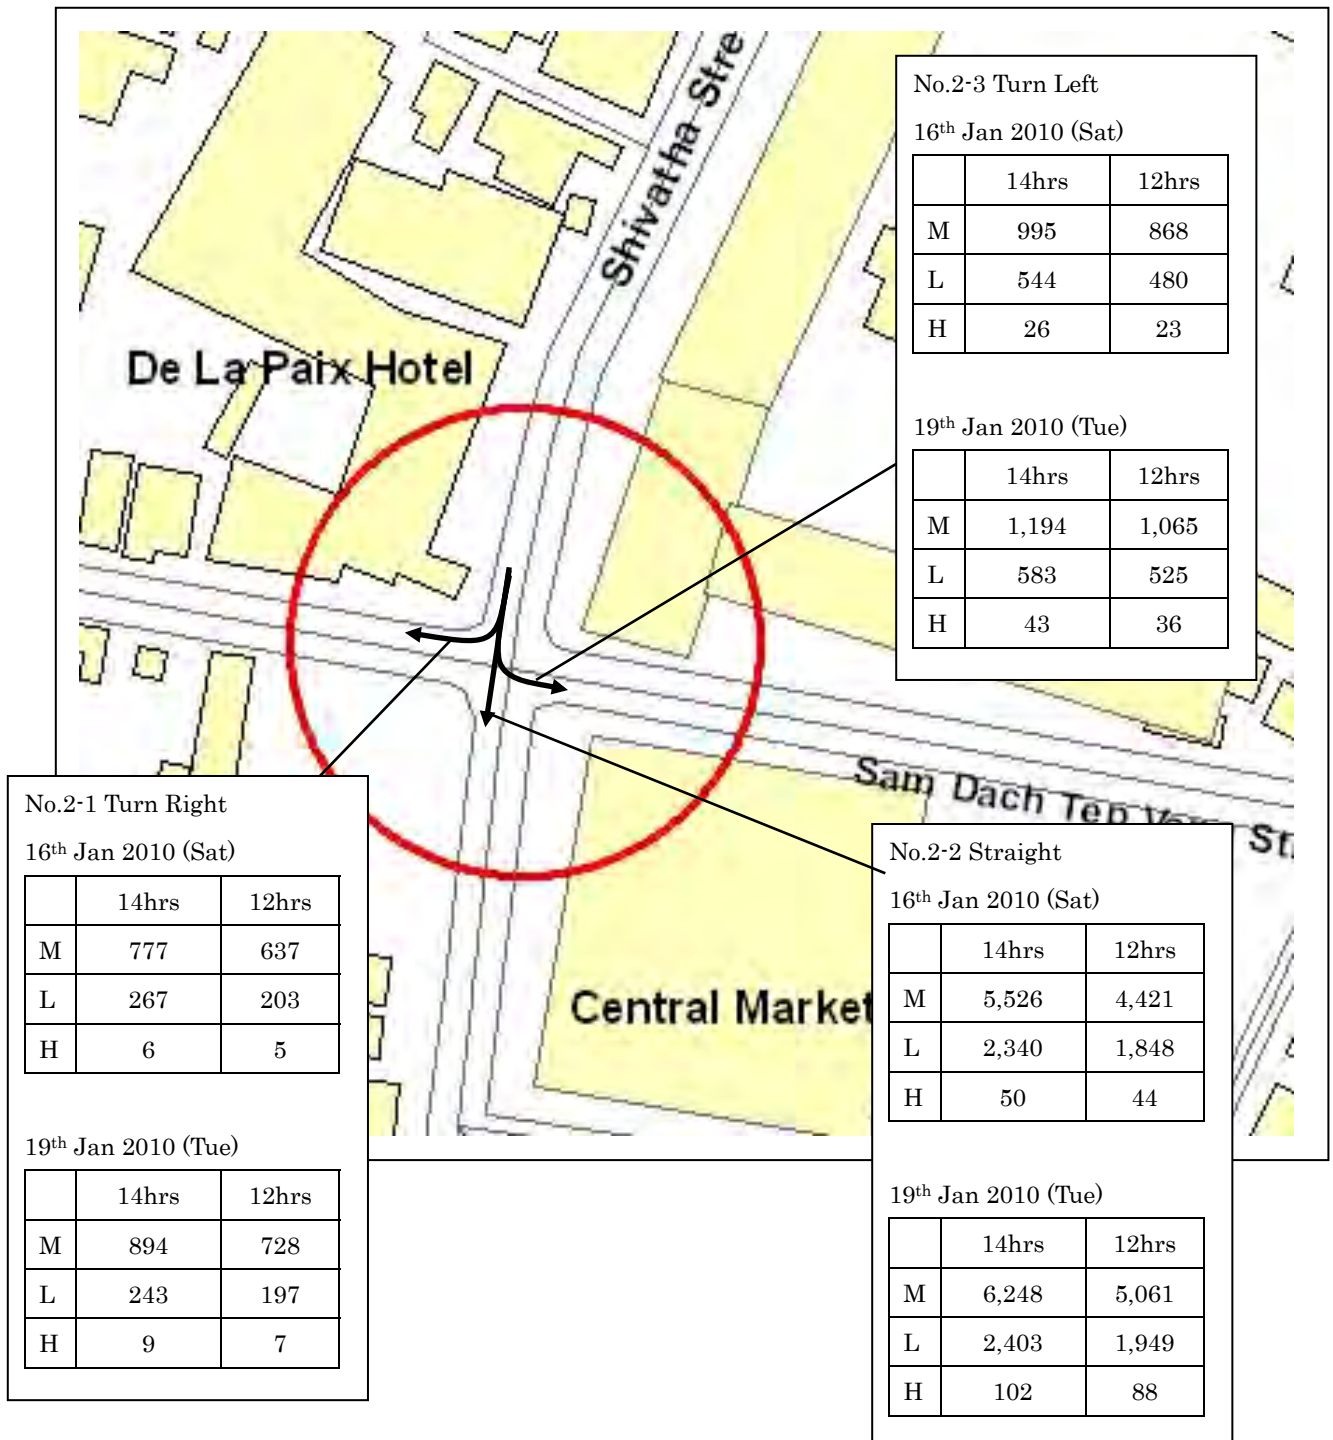 Shivatha Stre
De La Paix Hotel
Sam Dach Tep
Central Market
No.2-3 Turn Left
16th Jan 2010 (Sat)
14hrs 12hrs
M 995 868
L 544 480
H 26 23
19th Jan 2010 (Tue)
14hrs 12hrs
M 1,194 1,065
L 583 525
H 43 36
No.2-1 Turn Right
16th Jan 2010 (Sat)
14hrs 12hrs
M 777 637
L 267 203
H 6 5
19th Jan 2010 (Tue)
14hrs 12hrs
M 894 728
L 243 197
H 9 7
No.2-2 Straight
16th Jan 2010 (Sat)
14hrs 12hrs
M 5,526 4,421
L 2,340 1,848
H 50 44
19th Jan 2010 (Tue)
14hrs 12hrs
M 6,248 5,061
L 2,403 1,949
H 102 88